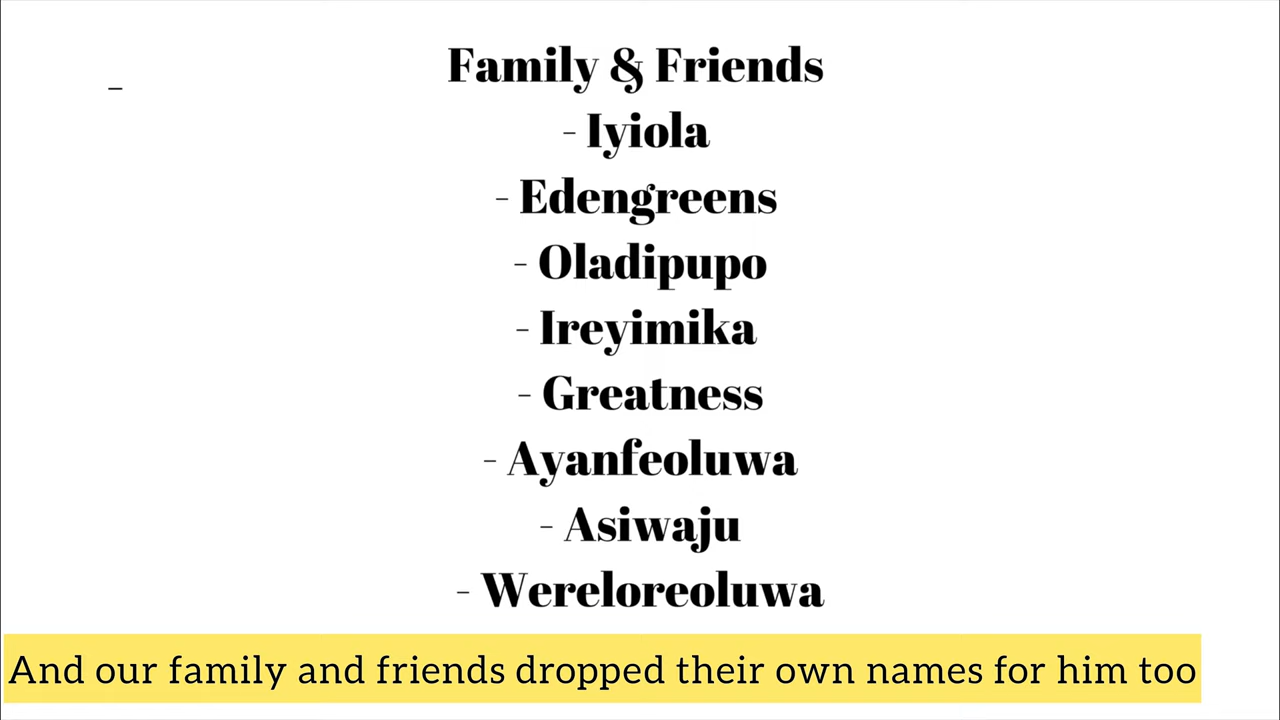 Family & Friends
- Iyiola
- Edengreens
- Oladipupo
- Ireyimika
- Greatness
- Ayanfeoluwa
- Asiwaju
- Wereloreoluwa
And our family and friends dropped their own names for him too